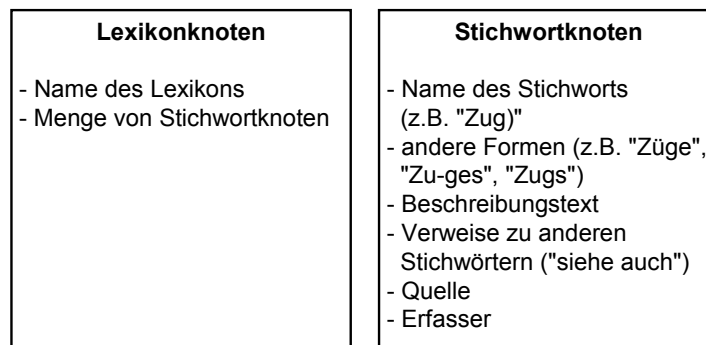 Lexikonknoten
- Name des Lexikons
- Menge von Stichwortknoten
Stichwortknoten
- Name des Stichworts
(z.B. "Zug)"
- andere Formen (z.B. "Züge",
"Zu-ges", "Zugs")
- Beschreibungstext
- Verweise zu anderen
Stichwörtern ("siehe auch")
- Quelle
- Erfasser